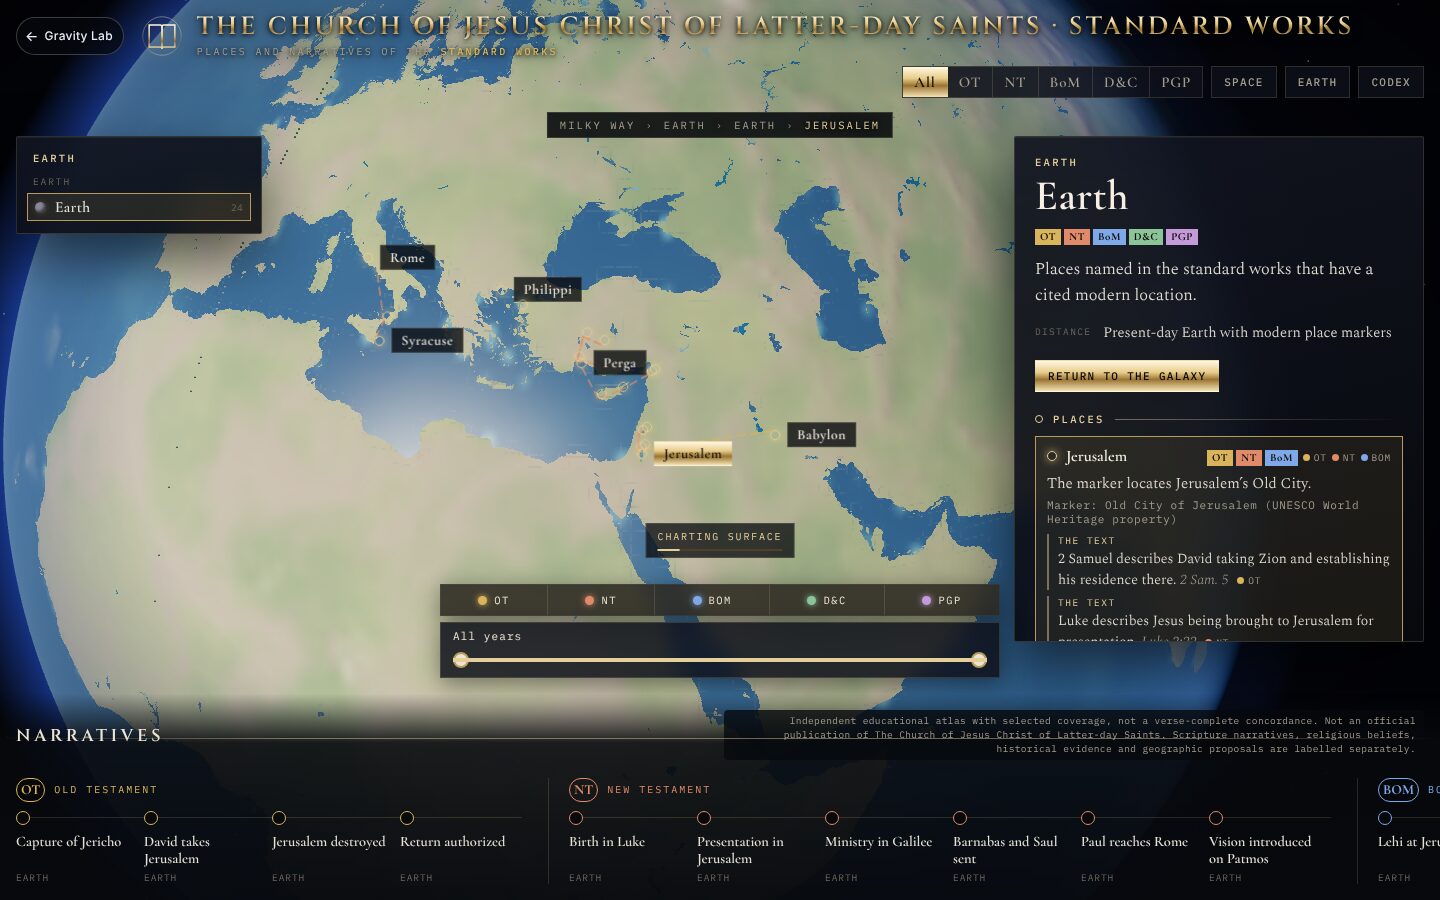 ← Gravity Lab
THE CHURCH OF JESUS CHRIST OF LATTER-DAY SAINTS · STANDARD WORKS
PLACES AND NARRATIVES OF THE STANDARD WORKS
All OT NT BoM D&C PGP SPACE EARTH CODEX
MILKY WAY › EARTH › EARTH › JERUSALEM
EARTH
EARTH
Earth 24
Rome
Philippi
Syracuse
Perga
Babylon
Jerusalem
CHARTING SURFACE
OT NT BOM D&C PGP
All years
EARTH
Earth
OT NT BoM D&C PGP
Places named in the standard works that have a
cited modern location.
DISTANCE Present-day Earth with modern place markers
RETURN TO THE GALAXY
PLACES
Jerusalem OT NT BoM OT NT BOM
The marker locates Jerusalem's Old City.
Marker: Old City of Jerusalem (UNESCO World
Heritage property)
THE TEXT
2 Samuel describes David taking Zion and establishing
his residence there. 2 Sam. 5 OT
THE TEXT
Luke describes Jesus being brought to Jerusalem for
presentation. Luke 2:22 NT
NARRATIVES
Independent educational atlas with selected coverage, not a verse-complete concordance. Not an official
publication of The Church of Jesus Christ of Latter-day Saints. Scripture narratives, religious beliefs,
historical evidence and geographic proposals are labelled separately.
OT OLD TESTAMENT
Capture of Jericho
EARTH
David takes
Jerusalem
EARTH
Jerusalem destroyed
EARTH
Return authorized
EARTH
NT NEW TESTAMENT
Birth in Luke
EARTH
Presentation in
Jerusalem
EARTH
Ministry in Galilee
EARTH
Barnabas and Saul
sent
EARTH
Paul reaches Rome
EARTH
Vision introduced
on Patmos
EARTH
BOM
Lehi at
EARTH